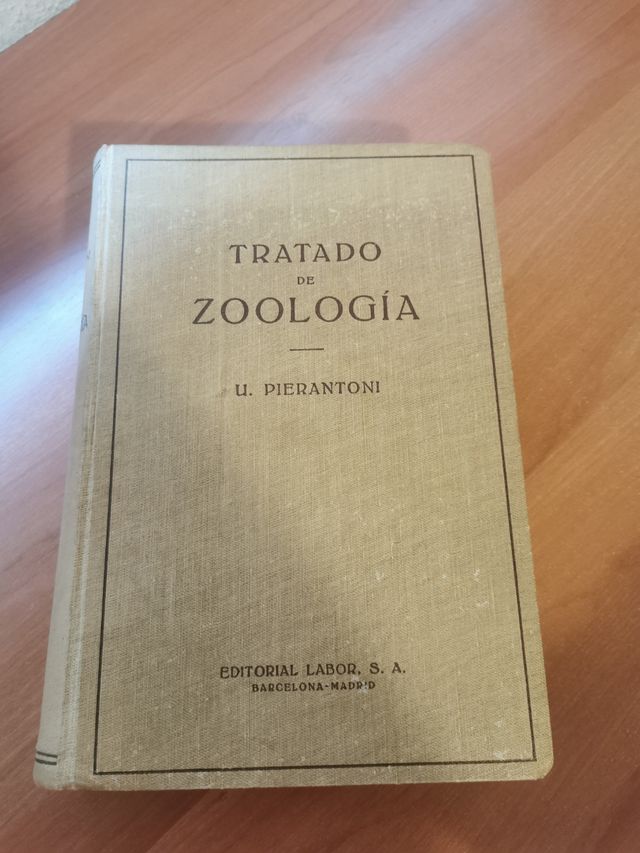 TRATADO
DE
ZOOLOGÍA
U. PIERANTONI
EDITORIAL LABOR, S. A.
BARCELONA-MADRID